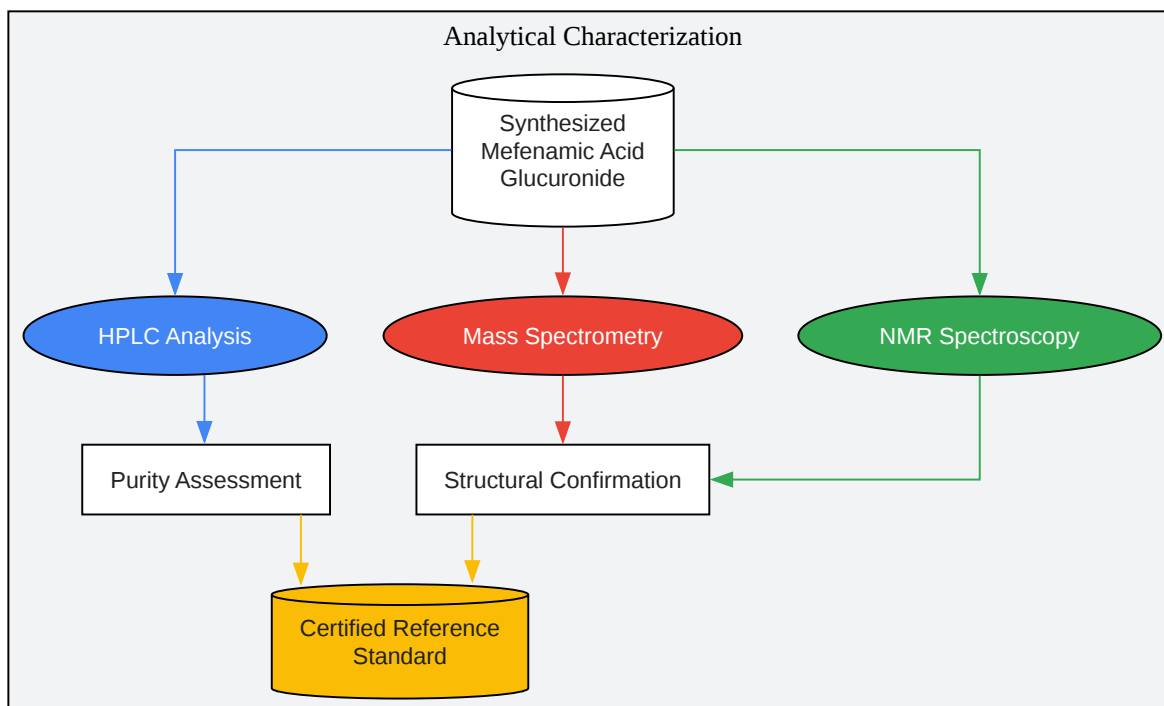 Analytical Characterization
Synthesized
Mefenamic Acid
Glucuronide
HPLC Analysis
Mass Spectrometry
NMR Spectroscopy
Purity Assessment
Structural Confirmation
Certified Reference
Standard